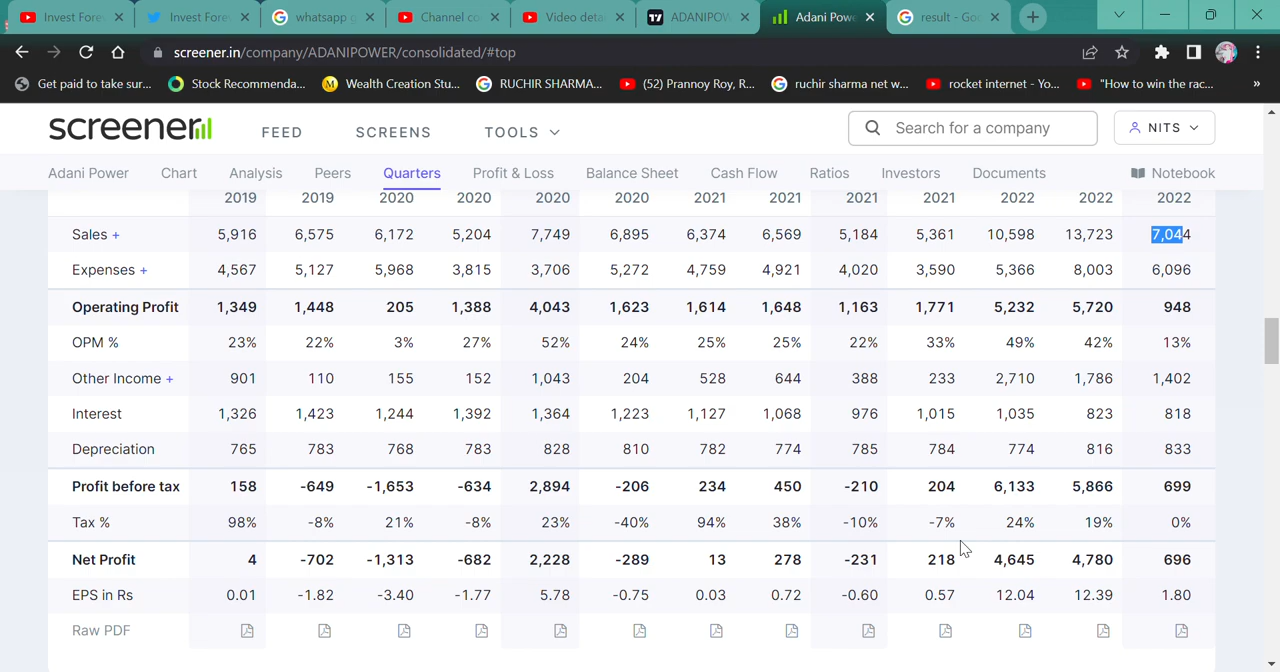 Invest Fore
Invest Fore
whatsapp g
Channel co
Video deta
ADANIPOW
Adani Powe
result - Goo
screener.in/company/ADANIPOWER/consolidated/#top
Get paid to take sur...
Stock Recommenda...
Wealth Creation Stu...
RUCHIR SHARMA...
(52) Prannoy Roy, R...
ruchir sharma net w...
rocket internet - Yo...
"How to win the rac...
»
screener
FEED
SCREENS
TOOLS
Search for a company
NITS
Adani Power Chart Analysis Peers Quarters Profit & Loss Balance Sheet Cash Flow Ratios Investors Documents Notebook
2019 2019 2020 2020 2020 2020 2021 2021 2021 2021 2022 2022 2022
Sales + 5,916 6,575 6,172 5,204 7,749 6,895 6,374 6,569 5,184 5,361 10,598 13,723 7,044
Expenses + 4,567 5,127 5,968 3,815 3,706 5,272 4,759 4,921 4,020 3,590 5,366 8,003 6,096
Operating Profit 1,349 1,448 205 1,388 4,043 1,623 1,614 1,648 1,163 1,771 5,232 5,720 948
OPM % 23% 22% 3% 27% 52% 24% 25% 25% 22% 33% 49% 42% 13%
Other Income + 901 110 155 152 1,043 204 528 644 388 233 2,710 1,786 1,402
Interest 1,326 1,423 1,244 1,392 1,364 1,223 1,127 1,068 976 1,015 1,035 823 818
Depreciation 765 783 768 783 828 810 782 774 785 784 774 816 833
Profit before tax 158 -649 -1,653 -634 2,894 -206 234 450 -210 204 6,133 5,866 699
Tax % 98% -8% 21% -8% 23% -40% 94% 38% -10% -7% 24% 19% 0%
Net Profit 4 -702 -1,313 -682 2,228 -289 13 278 -231 218 4,645 4,780 696
EPS in Rs 0.01 -1.82 -3.40 -1.77 5.78 -0.75 0.03 0.72 -0.60 0.57 12.04 12.39 1.80
Raw PDF